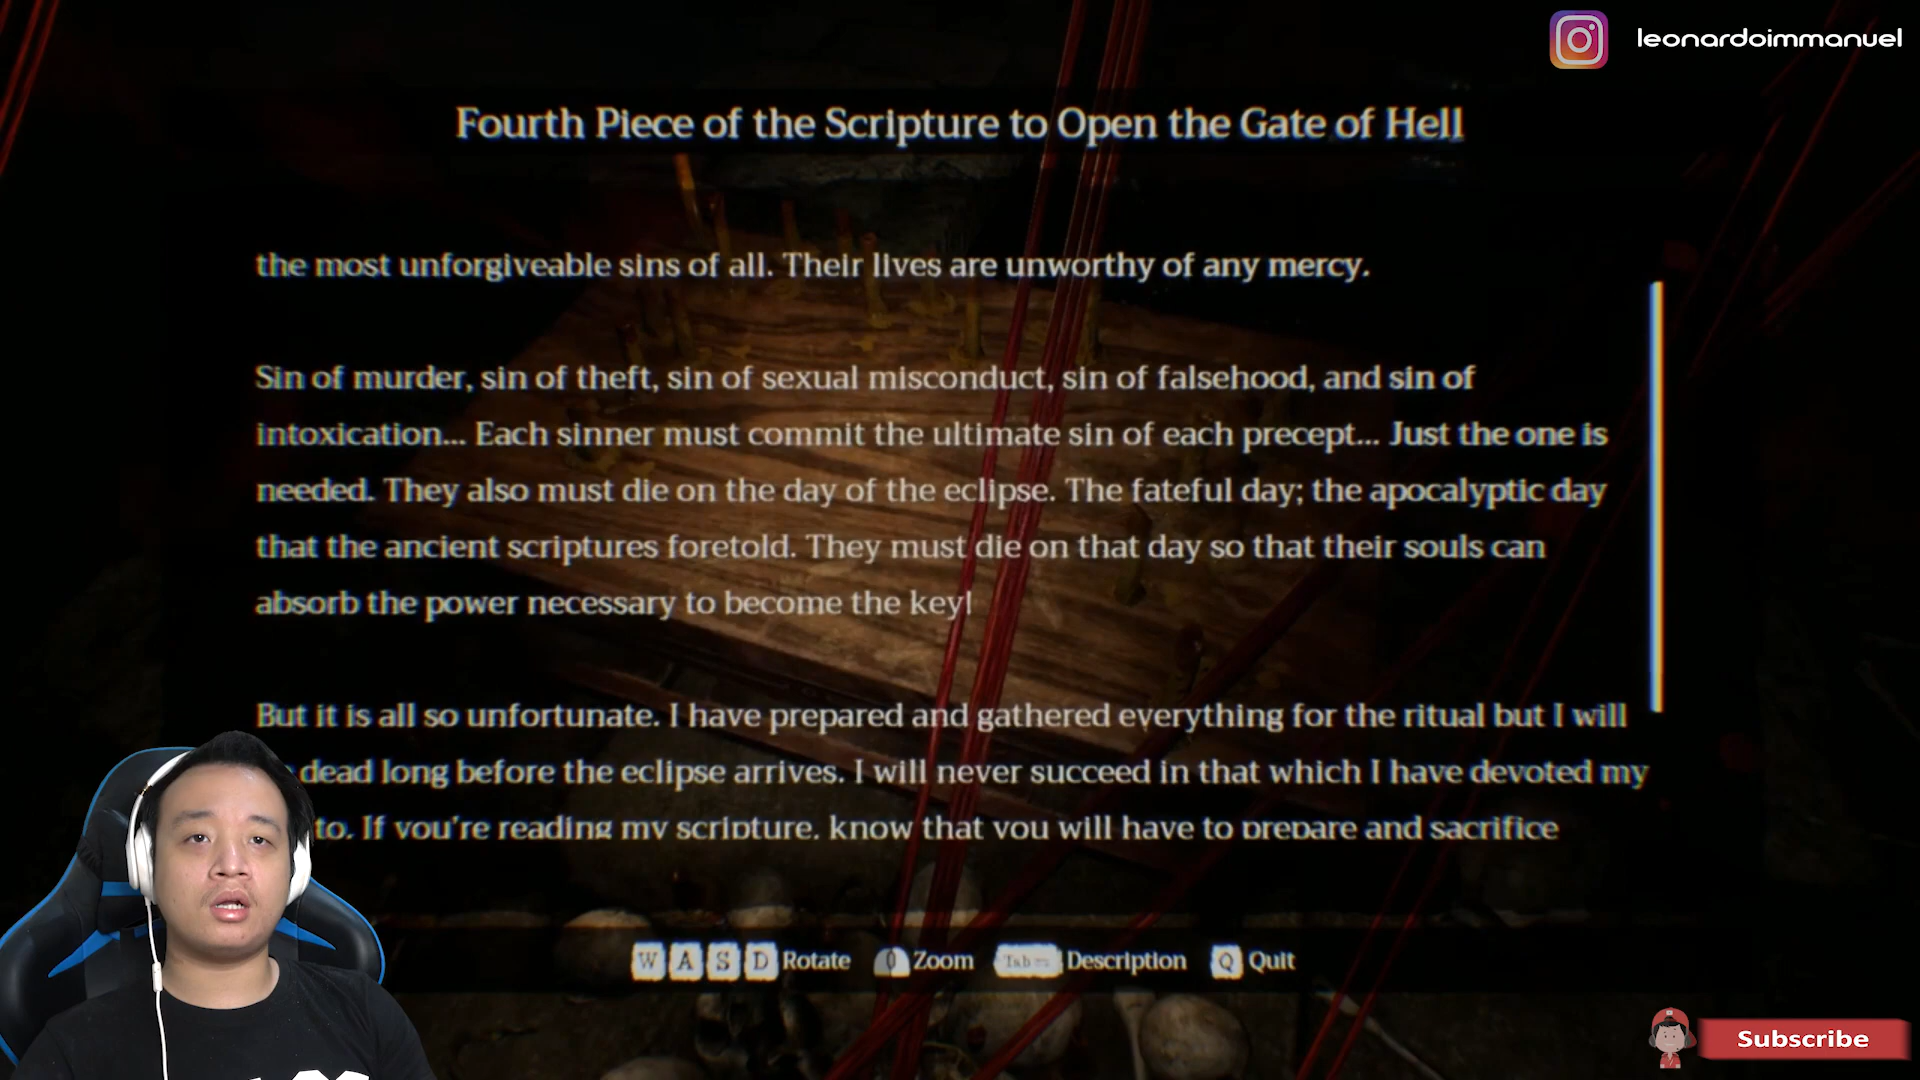 leonardoimmanuel
Fourth Piece of the Scripture to Open the Gate of Hell
the most unforgiveable sins of all. Their lives are unworthy of any mercy.
Sin of murder, sin of theft, sin of sexual misconduct, sin of falsehood, and sin of
intoxication... Each sinner must commit the ultimate sin of each precept... Just the one is
needed. They also must die on the day of the eclipse. The fateful day; the apocalyptic day
that the ancient scriptures foretold. They must die on that day so that their souls can
absorb the power necessary to become the key!
But it is all so unfortunate. I have prepared and gathered everything for the ritual but I will
dead long before the eclipse arrives. I will never succeed in that which I have devoted my
to. If you're reading my scripture, know that you will have to prepare and sacrifice
W A S D Rotate Zoom Tab Description Q Quit
Subscribe